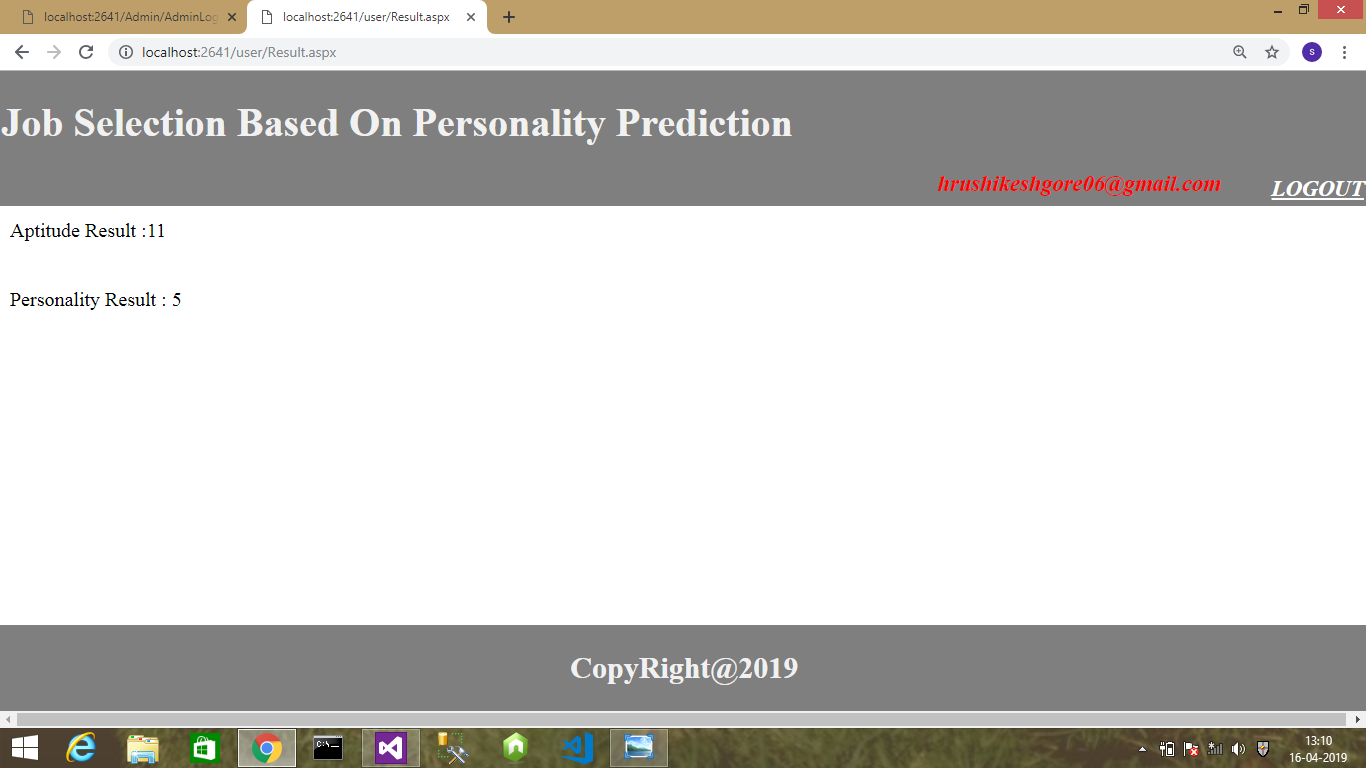 localhost:2641/Admin/AdminLog
localhost:2641/user/Result.aspx
localhost:2641/user/Result.aspx
s
Job Selection Based On Personality Prediction
hrushikeshgore06@gmail.com
LOGOUT
Aptitude Result :11
Personality Result : 5
CopyRight@2019
13:10
16-04-2019